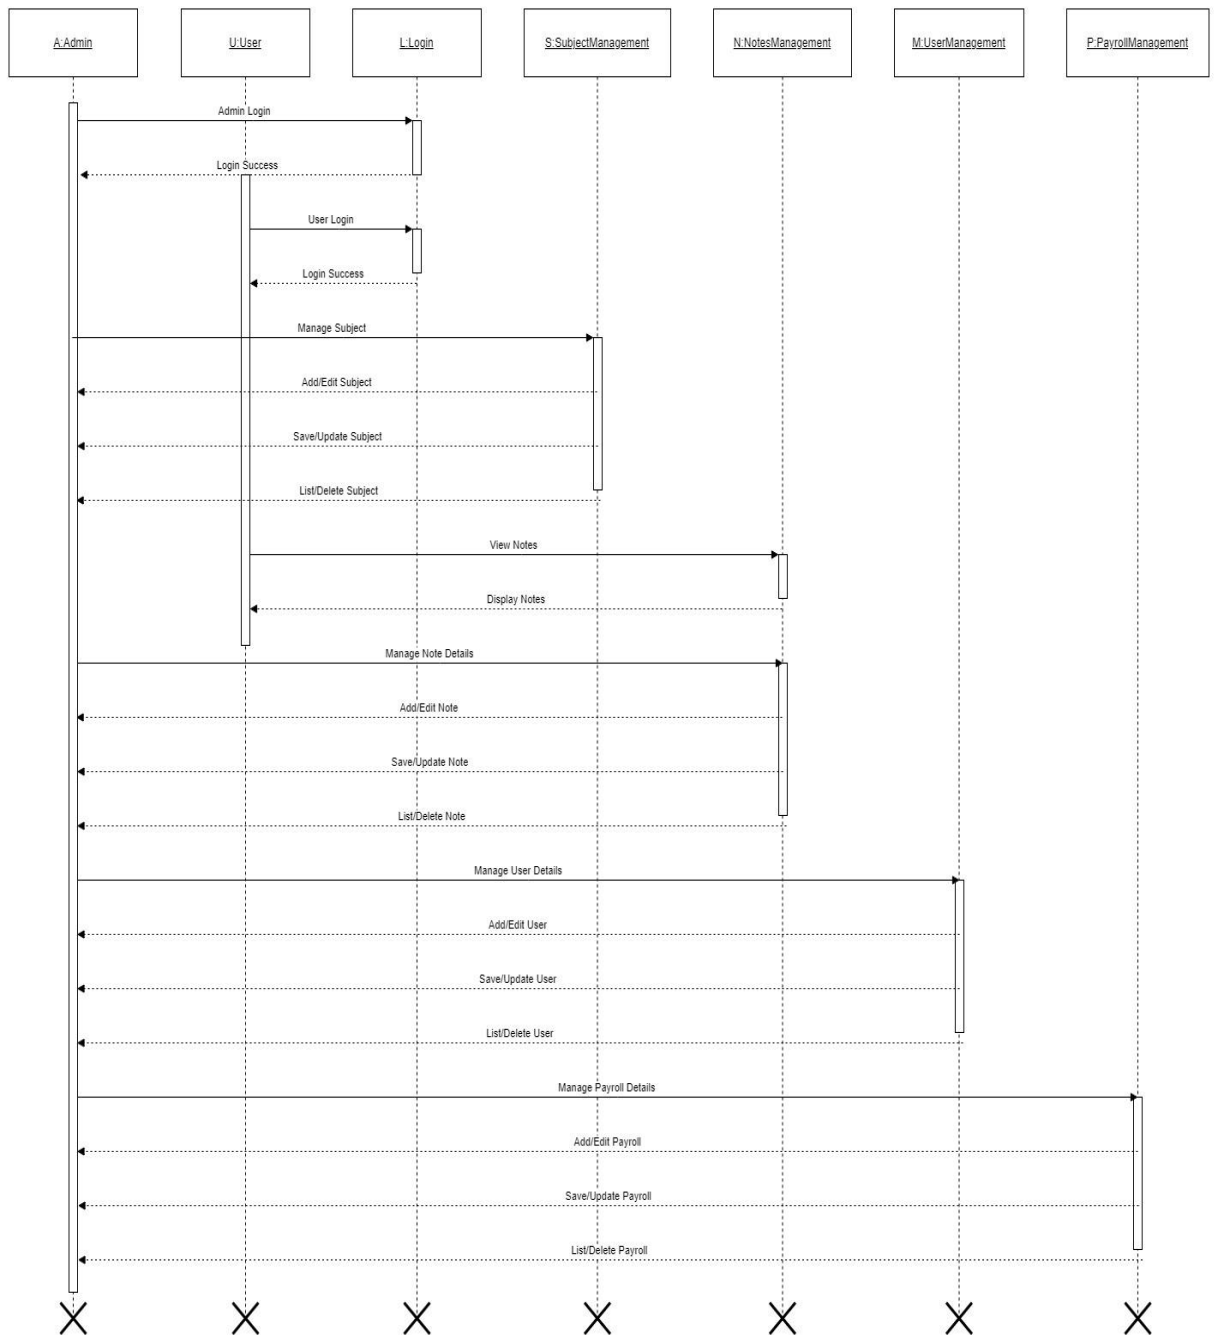 A:Admin
U:User
L:Login
S:SubjectManagement
N:NotesManagement
M:UserManagement
P:PayrollManagement
Admin Login
Login Success
User Login
Login Success
Manage Subject
Add/Edit Subject
Save/Update Subject
List/Delete Subject
View Notes
Display Notes
Manage Note Details
Add/Edit Note
Save/Update Note
List/Delete Note
Manage User Details
Add/Edit User
Save/Update User
List/Delete User
Manage Payroll Details
Add/Edit Payroll
Save/Update Payroll
List/Delete Payroll